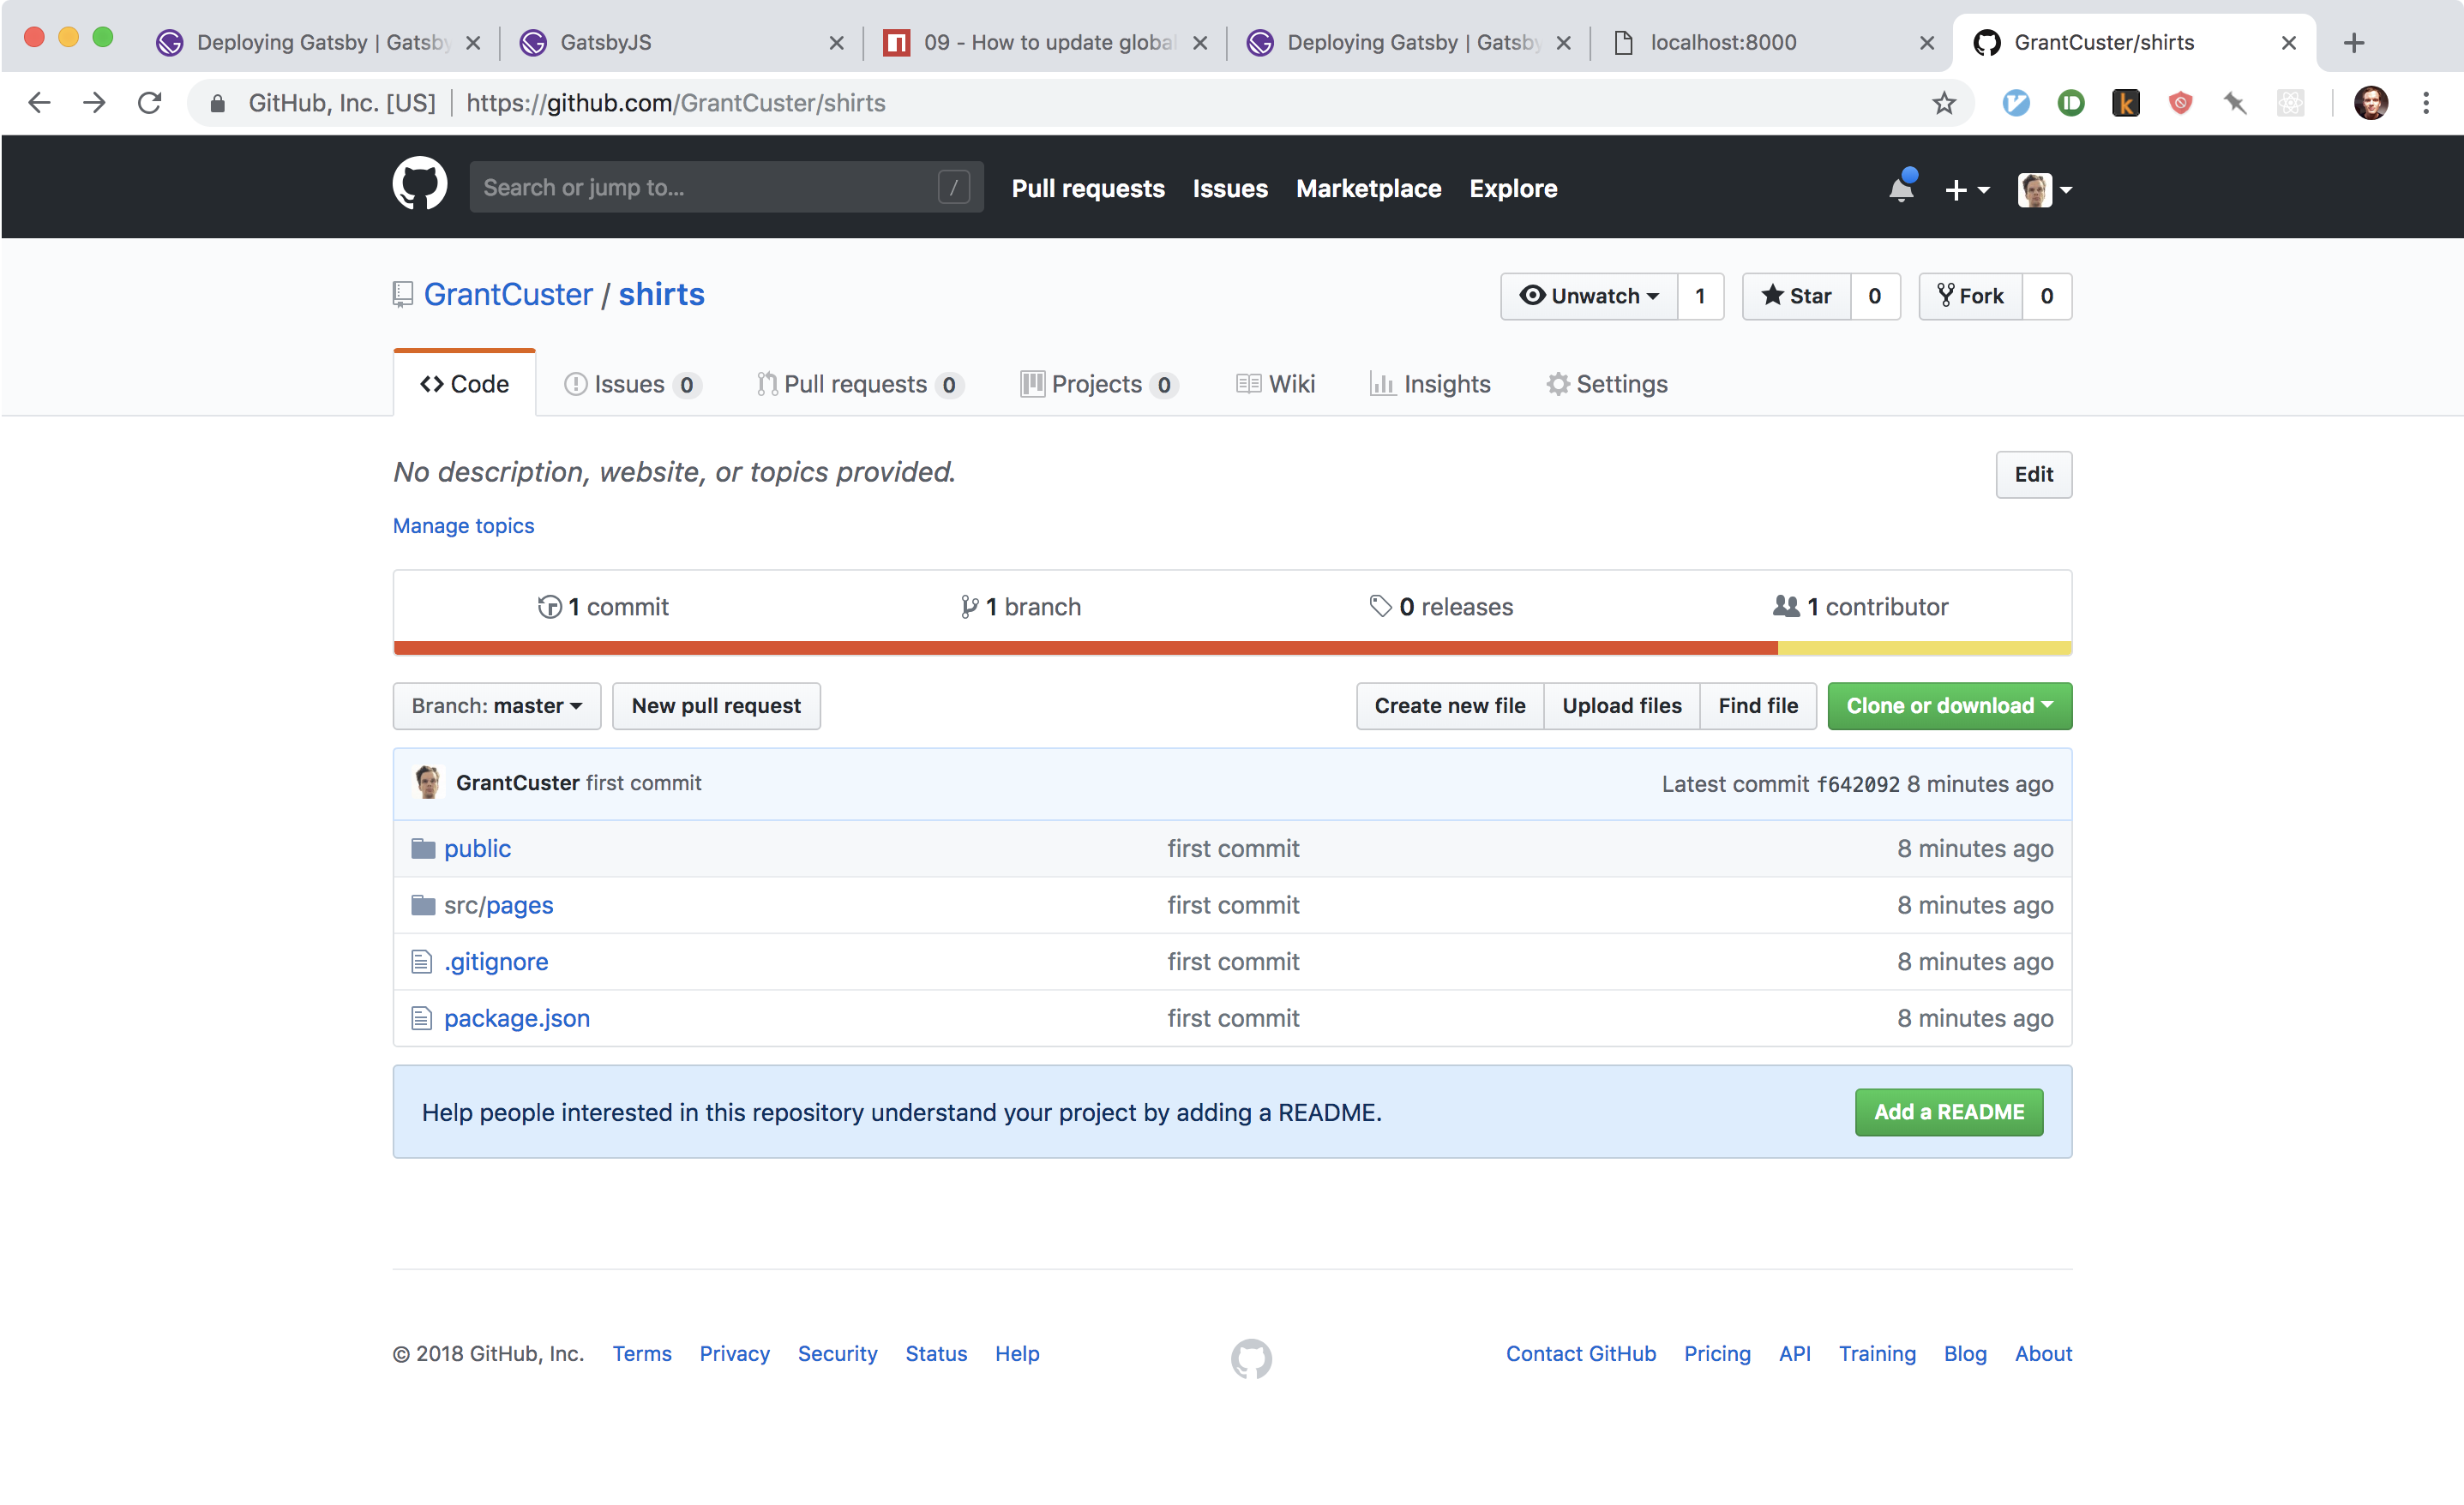 Deploying Gatsby | Gatsby
GatsbyJS
09 - How to update global
Deploying Gatsby | Gatsby
localhost:8000
GrantCuster/shirts
GitHub, Inc. [US] https://github.com/GrantCuster/shirts
Search or jump to... /
Pull requests Issues Marketplace Explore
GrantCuster / shirts
Unwatch 1 Star 0 Fork 0
Code Issues 0 Pull requests 0 Projects 0 Wiki Insights Settings
No description, website, or topics provided.
Edit
Manage topics
1 commit 1 branch 0 releases 1 contributor
Branch: master New pull request Create new file Upload files Find file Clone or download
GrantCuster first commit Latest commit f642092 8 minutes ago
public first commit 8 minutes ago
src/pages first commit 8 minutes ago
.gitignore first commit 8 minutes ago
package.json first commit 8 minutes ago
Help people interested in this repository understand your project by adding a README. Add a README
© 2018 GitHub, Inc. Terms Privacy Security Status Help Contact GitHub Pricing API Training Blog About